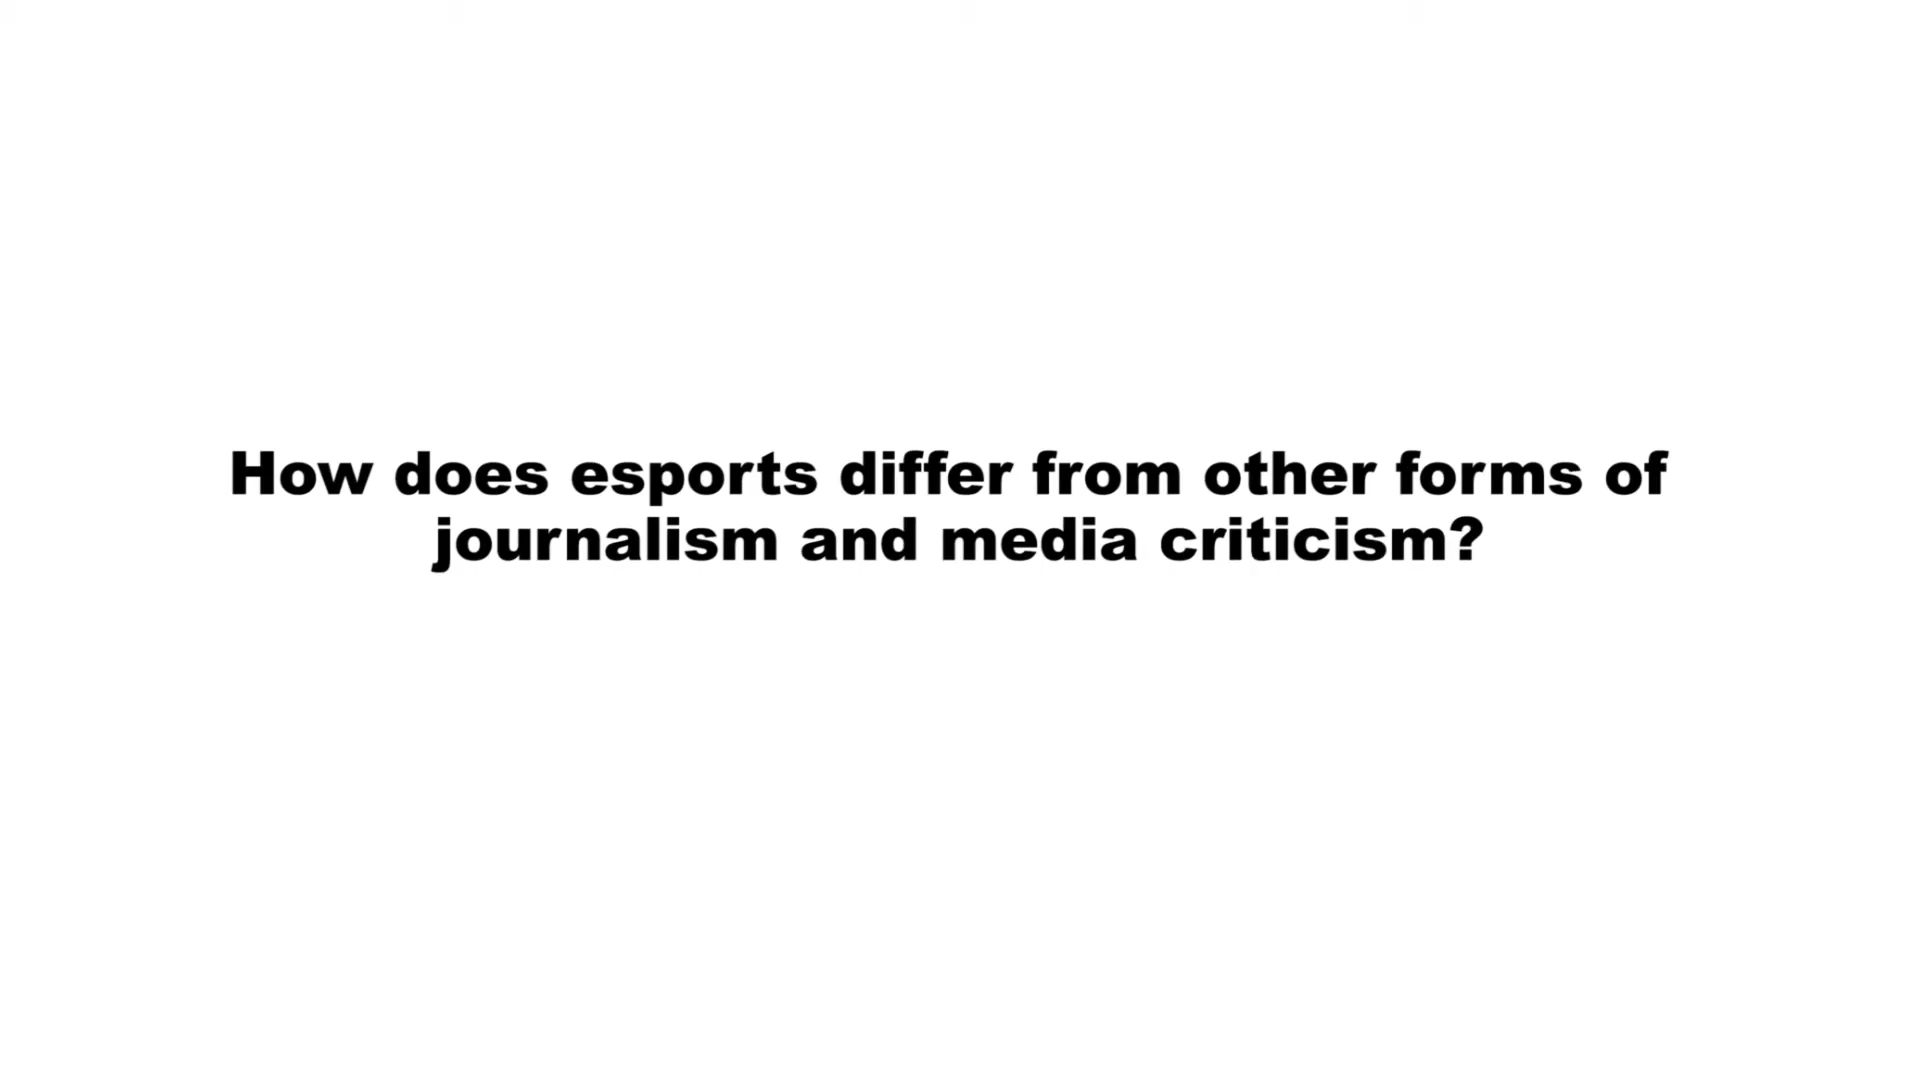 How does esports differ from other forms of
journalism and media criticism?